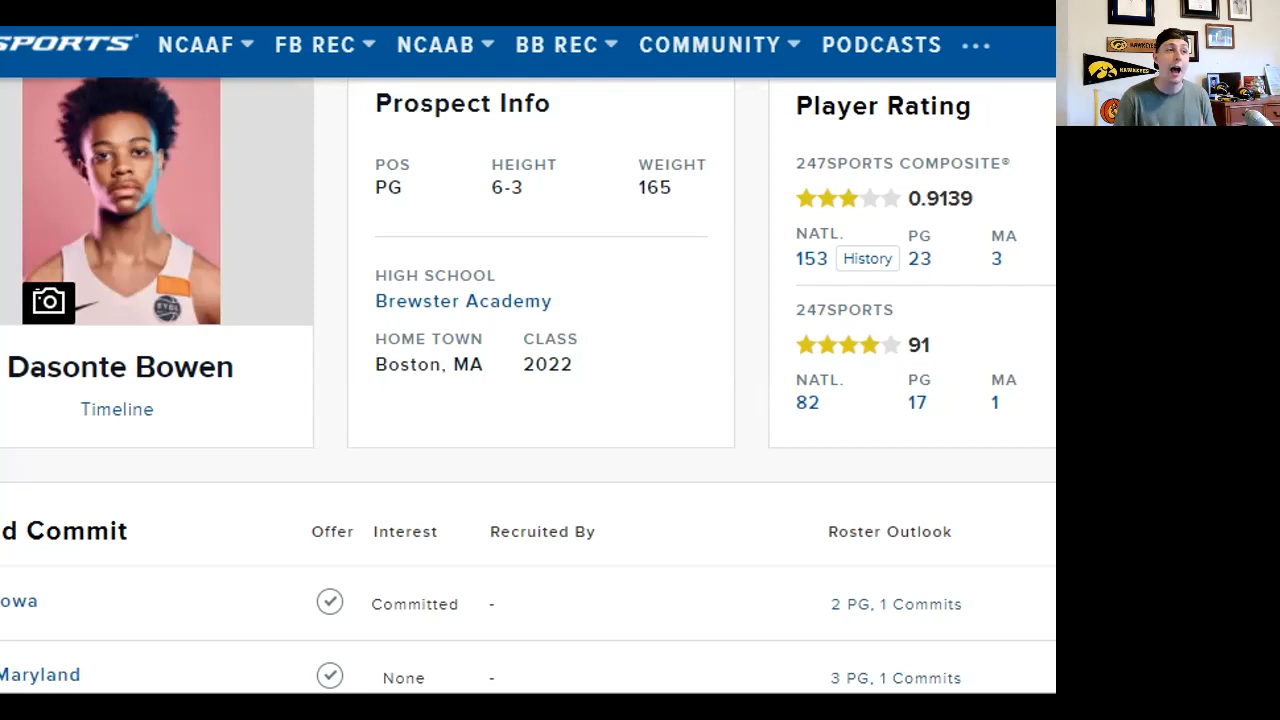 SPORTS NCAAF FB REC NCAAB BB REC COMMUNITY PODCASTS
HAWKEYES
HAWKEYES
Prospect Info
POS HEIGHT WEIGHT
PG 6-3 165
HIGH SCHOOL
Brewster Academy
HOME TOWN CLASS
Boston, MA 2022
Player Rating
247SPORTS COMPOSITE®
0.9139
NATL. PG MA
153 History 23 3
247SPORTS
91
NATL. PG MA
82 17 1
EYBL
Dasonte Bowen
Timeline
d Commit Offer Interest Recruited By Roster Outlook
owa Committed - 2 PG, 1 Commits
Maryland None - 3 PG, 1 Commits